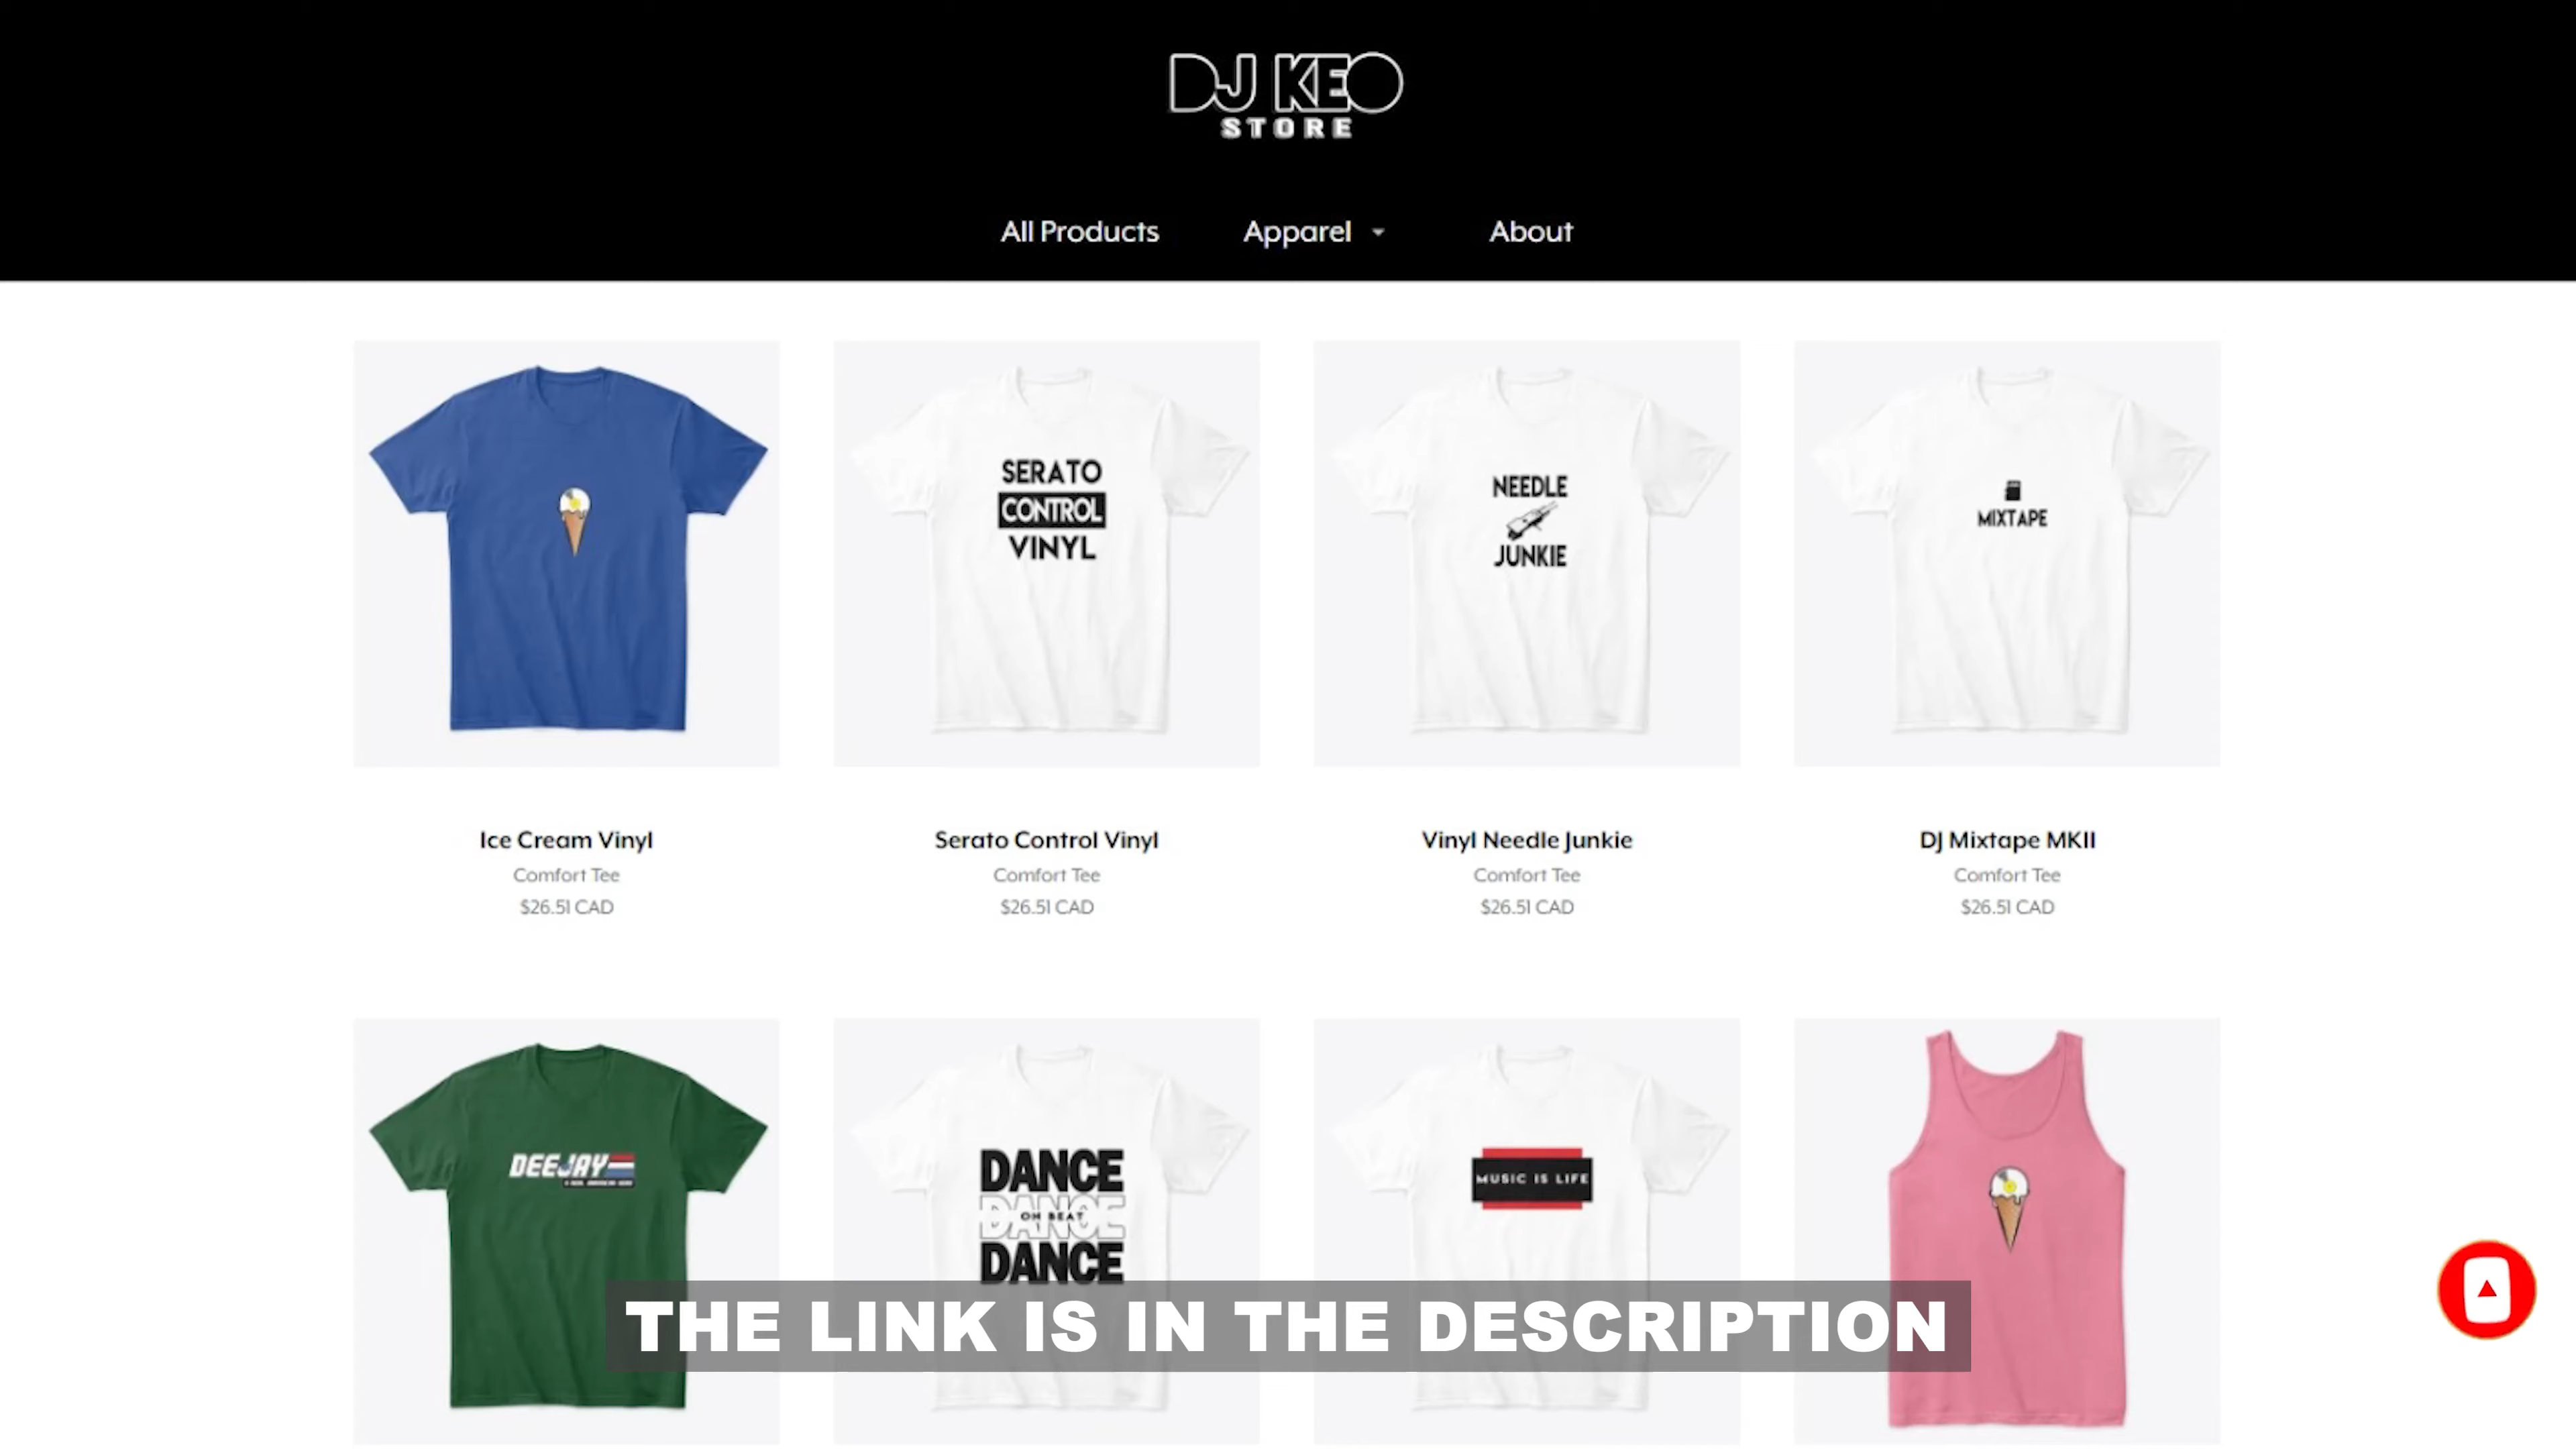 DJ KEO
STORE
All Products
Apparel
About
SERATO
CONTROL
VINYL
NEEDLE
JUNKIE
MIXTAPE
Ice Cream Vinyl
Comfort Tee
$26.51 CAD
Serato Control Vinyl
Comfort Tee
$26.51 CAD
Vinyl Needle Junkie
Comfort Tee
$26.51 CAD
DJ Mixtape MKII
Comfort Tee
$26.51 CAD
DEEJAY
DANCE
DANCE
ON BEAT
DANCE
MUSIC IS LIFE
THE LINK IS IN THE DESCRIPTION